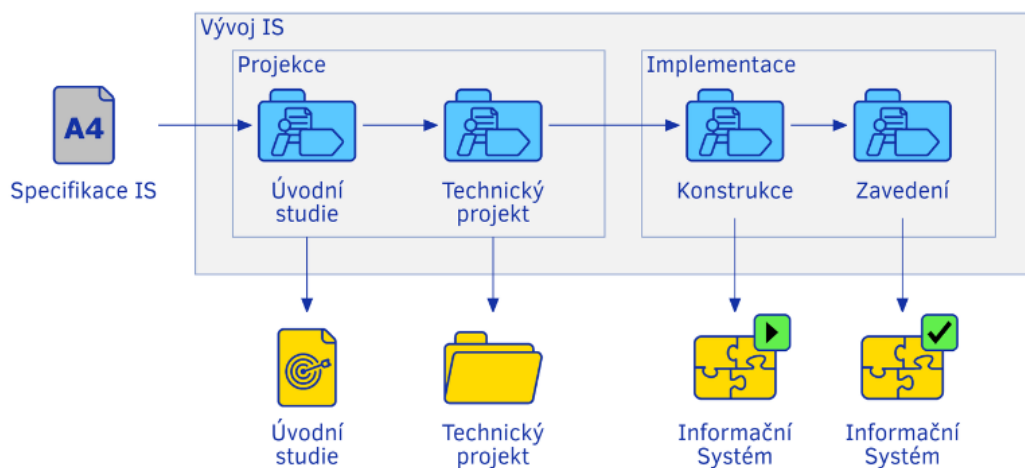 Vývoj IS
Projekce
Implementace
A4
Specifikace IS
Úvodní
studie
Technický
projekt
Konstrukce
Zavedení
Úvodní
studie
Technický
projekt
Informační
Systém
Informační
Systém